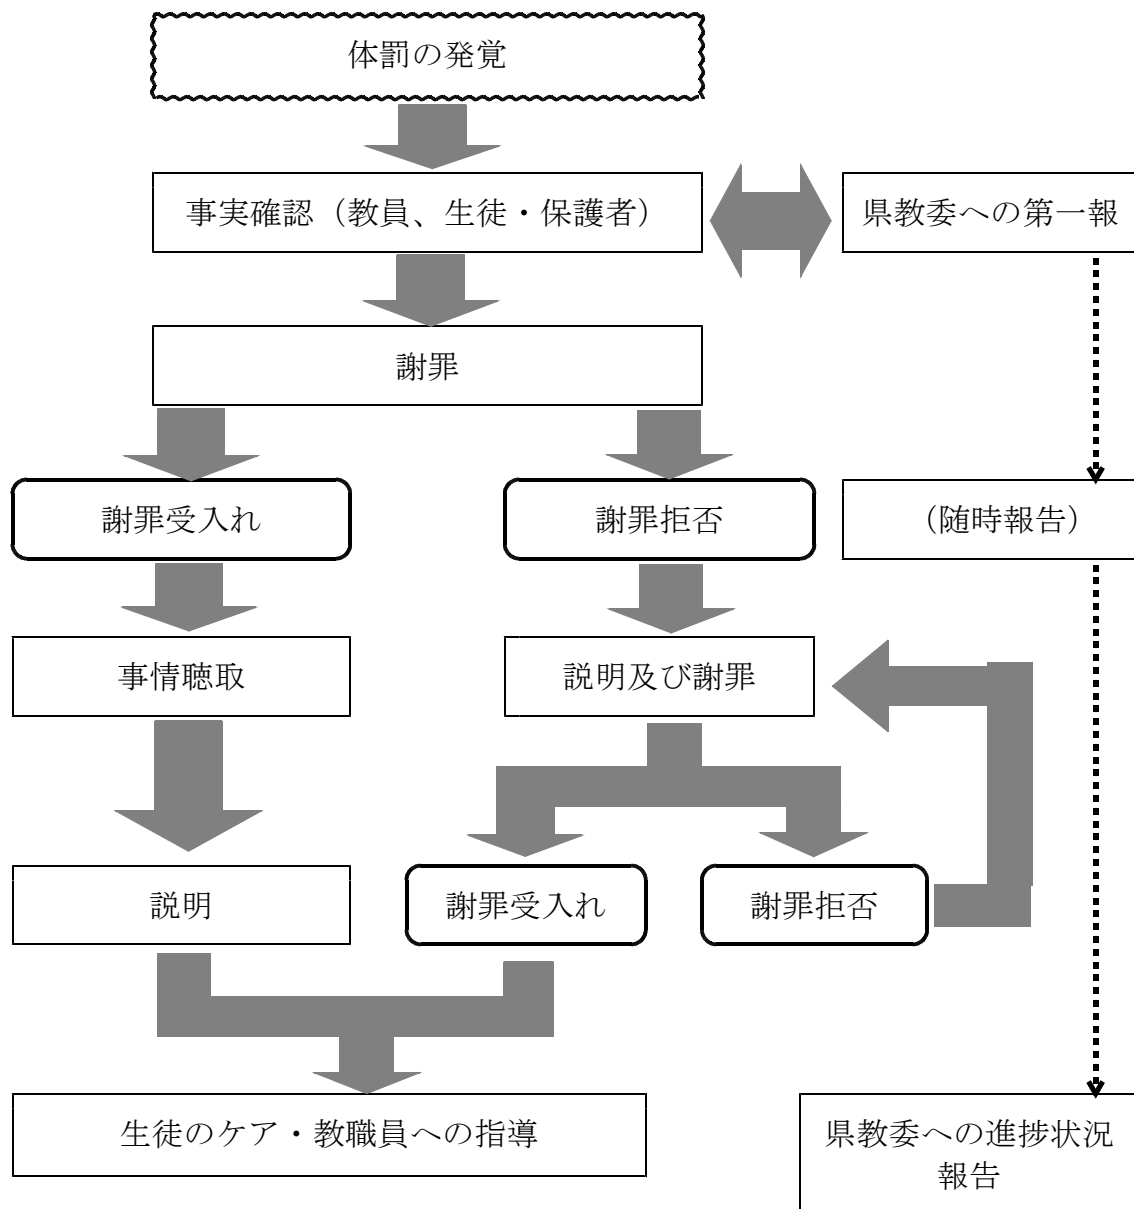 体罰の発覚
事実確認（教員、生徒・保護者）
県教委への第一報
謝罪
謝罪受入れ
謝罪拒否
（随時報告）
事情聴取
説明及び謝罪
説明
謝罪受入れ
謝罪拒否
生徒のケア・教職員への指導
県教委への進捗状況
報告